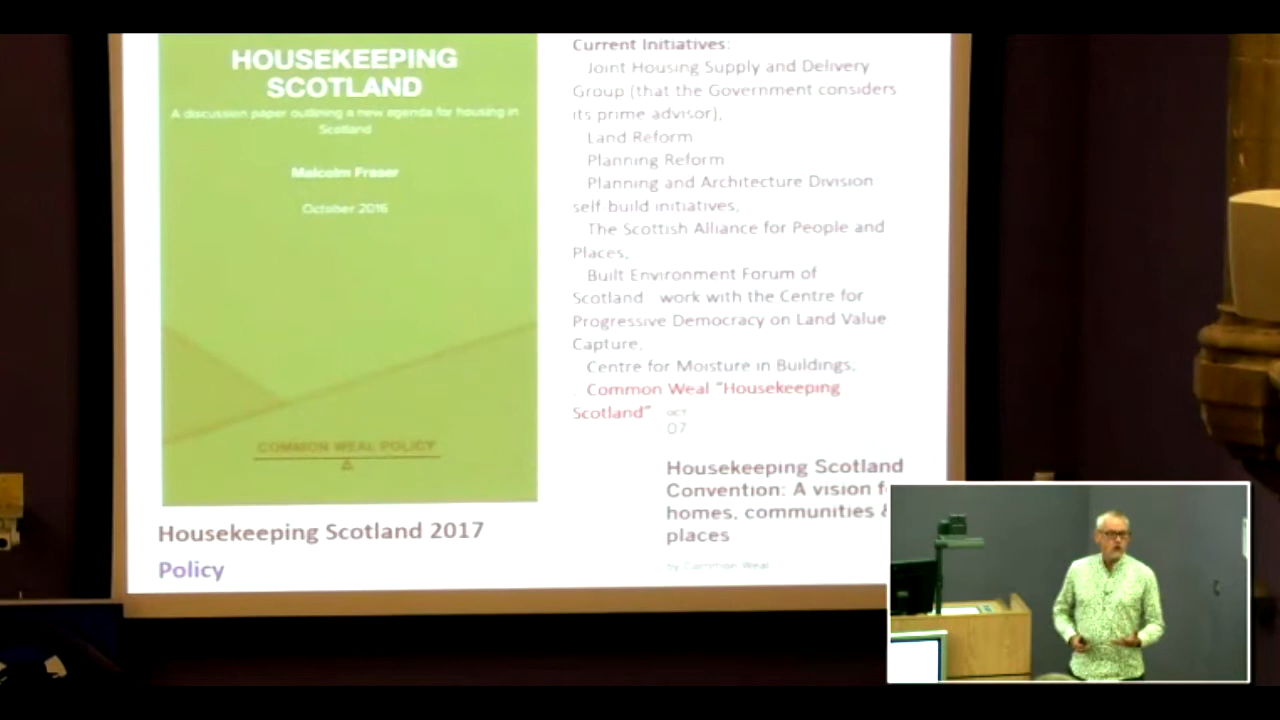 HOUSEKEEPING
SCOTLAND
A discussion paper outlining a new agenda for housing in
Scotland
Malcolm Fraser
October 2016
COMMON WEAL POLICY
Housekeeping Scotland 2017
Policy
Current Initiatives:
Joint Housing Supply and Delivery
Group (that the Government considers
its prime advisor),
Land Reform
Planning Reform
Planning and Architecture Division
self build initiatives,
The Scottish Alliance for People and
Places,
Built Environment Forum of
Scotland work with the Centre for
Progressive Democracy on Land Value
Capture,
Centre for Moisture in Buildings,
. Common Weal “Housekeeping
Scotland”
OCT
07
Housekeeping Scotland
Convention: A vision f
homes, communities &
places
by Common Weal